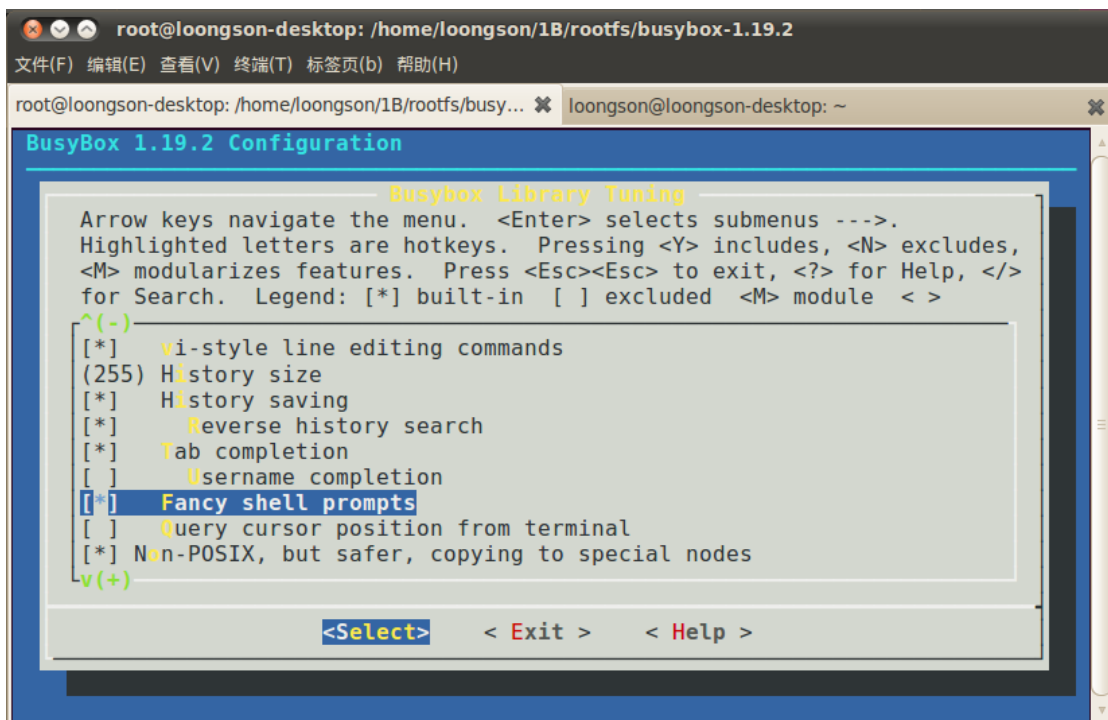 root@loongson-desktop: /home/loongson/1B/rootfs/busybox-1.19.2
文件(F) 编辑(E) 查看(V) 终端(T) 标签页(b) 帮助(H)
root@loongson-desktop: /home/loongson/1B/rootfs/busy... loongson@loongson-desktop: ~
BusyBox 1.19.2 Configuration
Busybox Library Tuning
Arrow keys navigate the menu. <Enter> selects submenus --->.
Highlighted letters are hotkeys. Pressing <Y> includes, <N> excludes,
<M> modularizes features. Press <Esc><Esc> to exit, <?> for Help, </>
for Search. Legend: [*] built-in [ ] excluded <M> module < >
^(-)
[*] vi-style line editing commands
(255) History size
[*] History saving
[*] Reverse history search
[*] Tab completion
[ ] Username completion
[*] Fancy shell prompts
[ ] Query cursor position from terminal
[*] Non-POSIX, but safer, copying to special nodes
v(+)
<Select> < Exit > < Help >